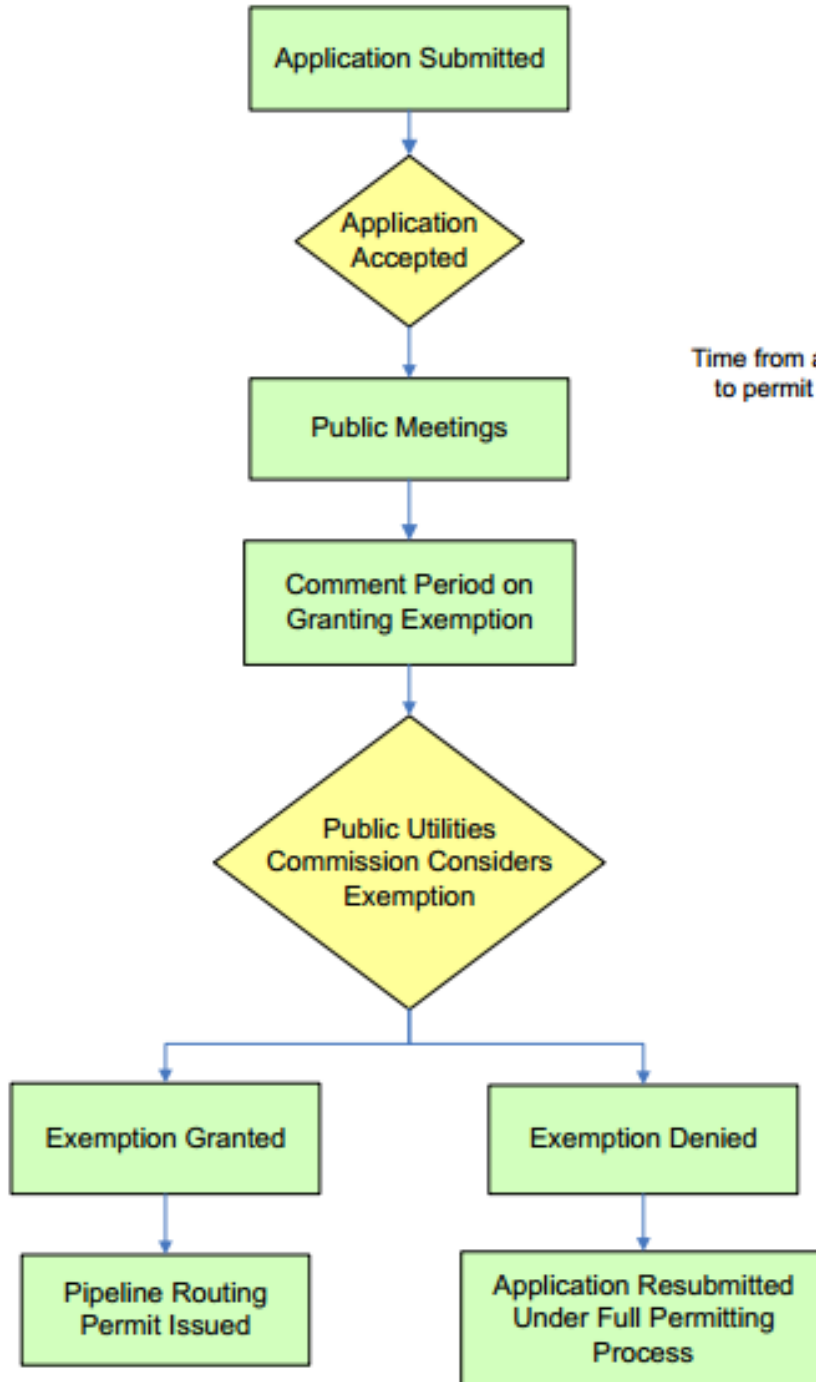 Application Submitted
Application
Accepted
Time from a
to permit
Public Meetings
Comment Period on
Granting Exemption
Public Utilities
Commission Considers
Exemption
Exemption Granted
Exemption Denied
Pipeline Routing
Permit Issued
Application Resubmitted
Under Full Permitting
Process